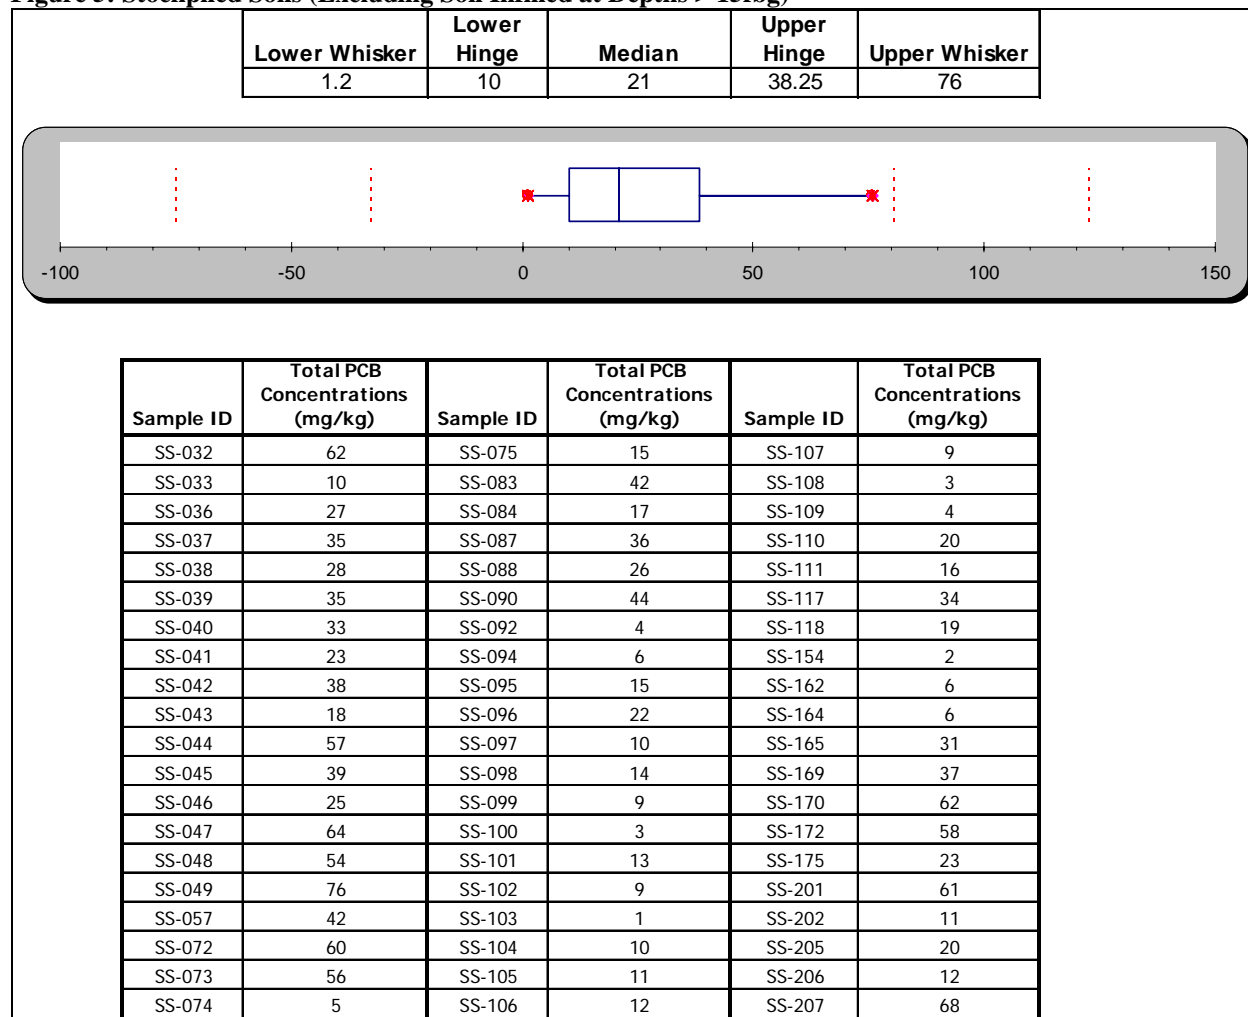 Lower Whisker Lower Hinge Median Upper Hinge Upper Whisker
1.2 10 21 38.25 76
-100 -50 0 50 100 150
Sample ID Total PCB Concentrations (mg/kg) Sample ID Total PCB Concentrations (mg/kg) Sample ID Total PCB Concentrations (mg/kg)
SS-032 62 SS-075 15 SS-107 9
SS-033 10 SS-083 42 SS-108 3
SS-036 27 SS-084 17 SS-109 4
SS-037 35 SS-087 36 SS-110 20
SS-038 28 SS-088 26 SS-111 16
SS-039 35 SS-090 44 SS-117 34
SS-040 33 SS-092 4 SS-118 19
SS-041 23 SS-094 6 SS-154 2
SS-042 38 SS-095 15 SS-162 6
SS-043 18 SS-096 22 SS-164 6
SS-044 57 SS-097 10 SS-165 31
SS-045 39 SS-098 14 SS-169 37
SS-046 25 SS-099 9 SS-170 62
SS-047 64 SS-100 3 SS-172 58
SS-048 54 SS-101 13 SS-175 23
SS-049 76 SS-102 9 SS-201 61
SS-057 42 SS-103 1 SS-202 11
SS-072 60 SS-104 10 SS-205 20
SS-073 56 SS-105 11 SS-206 12
SS-074 5 SS-106 12 SS-207 68